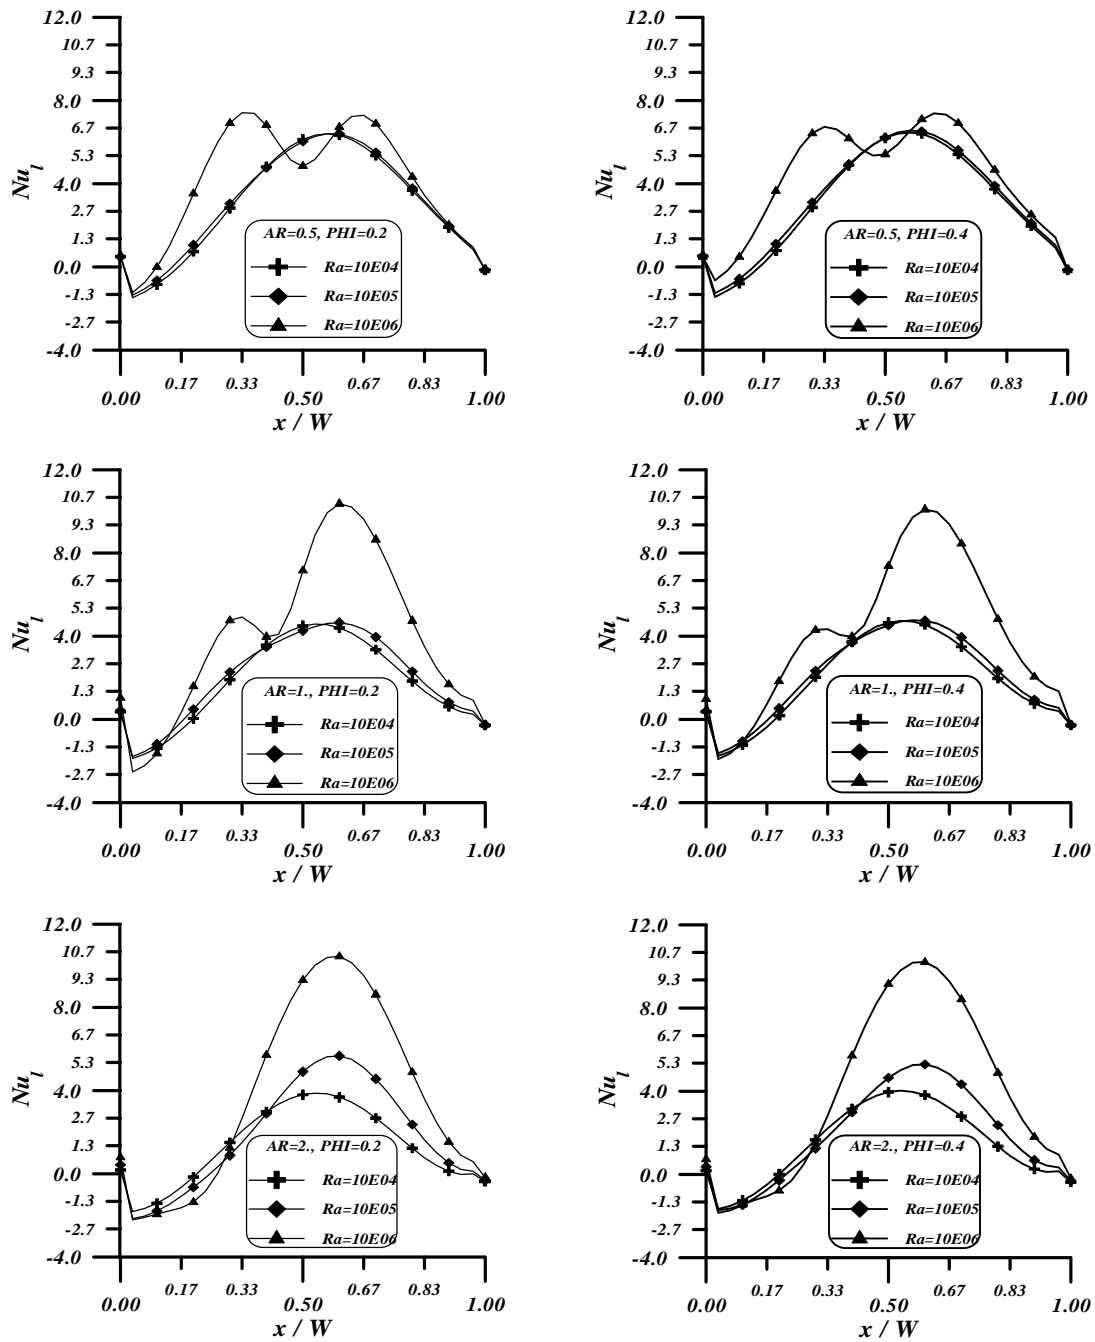 12.0
10.7
9.3
8.0
6.7
5.3
4.0
2.7
1.3
0.0
-1.3
-2.7
-4.0
Nu_l
AR=0.5, PHI=0.2
Ra=10E04
Ra=10E05
Ra=10E06
0.17 0.33 0.67 0.83
0.00 0.50 1.00
x / W
12.0
10.7
9.3
8.0
6.7
5.3
4.0
2.7
1.3
0.0
-1.3
-2.7
-4.0
Nu_l
AR=0.5, PHI=0.4
Ra=10E04
Ra=10E05
Ra=10E06
0.17 0.33 0.67 0.83
0.00 0.50 1.00
x / W
12.0
10.7
9.3
8.0
6.7
5.3
4.0
2.7
1.3
0.0
-1.3
-2.7
-4.0
Nu_l
AR=1., PHI=0.2
Ra=10E04
Ra=10E05
Ra=10E06
0.17 0.33 0.67 0.83
0.00 0.50 1.00
x / W
12.0
10.7
9.3
8.0
6.7
5.3
4.0
2.7
1.3
0.0
-1.3
-2.7
-4.0
Nu_l
AR=1., PHI=0.4
Ra=10E04
Ra=10E05
Ra=10E06
0.17 0.33 0.67 0.83
0.00 0.50 1.00
x / W
12.0
10.7
9.3
8.0
6.7
5.3
4.0
2.7
1.3
0.0
-1.3
-2.7
-4.0
Nu_l
AR=2., PHI=0.2
Ra=10E04
Ra=10E05
Ra=10E06
0.17 0.33 0.67 0.83
0.00 0.50 1.00
x / W
12.0
10.7
9.3
8.0
6.7
5.3
4.0
2.7
1.3
0.0
-1.3
-2.7
-4.0
Nu_l
AR=2., PHI=0.4
Ra=10E04
Ra=10E05
Ra=10E06
0.17 0.33 0.67 0.83
0.00 0.50 1.00
x / W